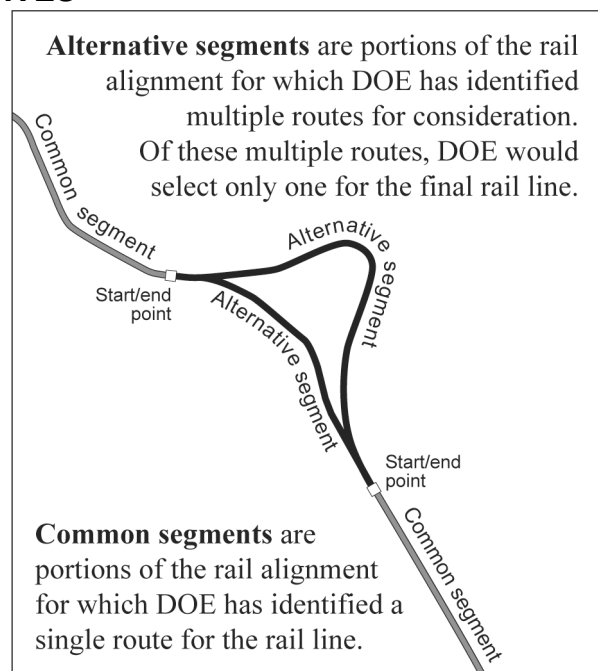 Alternative segments are portions of the rail
alignment for which DOE has identified
multiple routes for consideration.
Of these multiple routes, DOE would
select only one for the final rail line.
Common segment
Alternative segment
Start/end
point
Alternative segment
Start/end
point
Common segment
Common segments are
portions of the rail alignment
for which DOE has identified a
single route for the rail line.